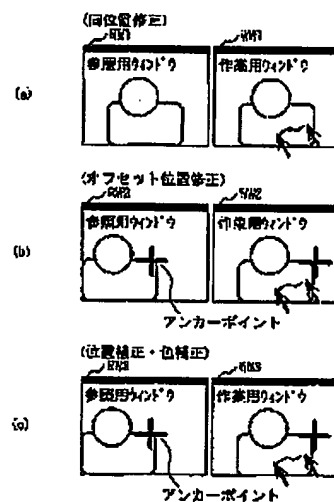 (同位置修正)
参照用ウィンドウ
作業用ウィンドウ
(a)
(オフセット位置修正)
参照用ウィンドウ
作業用ウィンドウ
(b)
アンカーポイント
(位置補正・色補正)
参照用ウィンドウ
作業用ウィンドウ
(c)
アンカーポイント